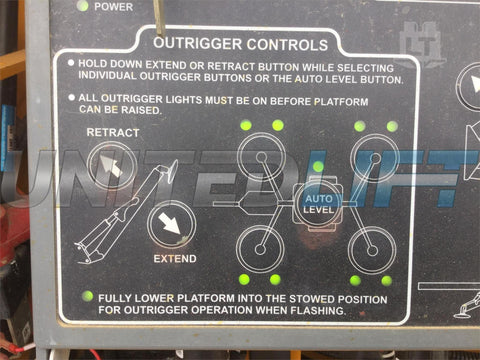 POWER
OUTRIGGER CONTROLS
• HOLD DOWN EXTEND OR RETRACT BUTTON WHILE SELECTING
INDIVIDUAL OUTRIGGER BUTTONS OR THE AUTO LEVEL BUTTON.
• ALL OUTRIGGER LIGHTS MUST BE ON BEFORE PLATFORM
CAN BE RAISED.
RETRACT
UNITEDLIFT
AUTO
LEVEL
EXTEND
FULLY LOWER PLATFORM INTO THE STOWED POSITION
FOR OUTRIGGER OPERATION WHEN FLASHING.